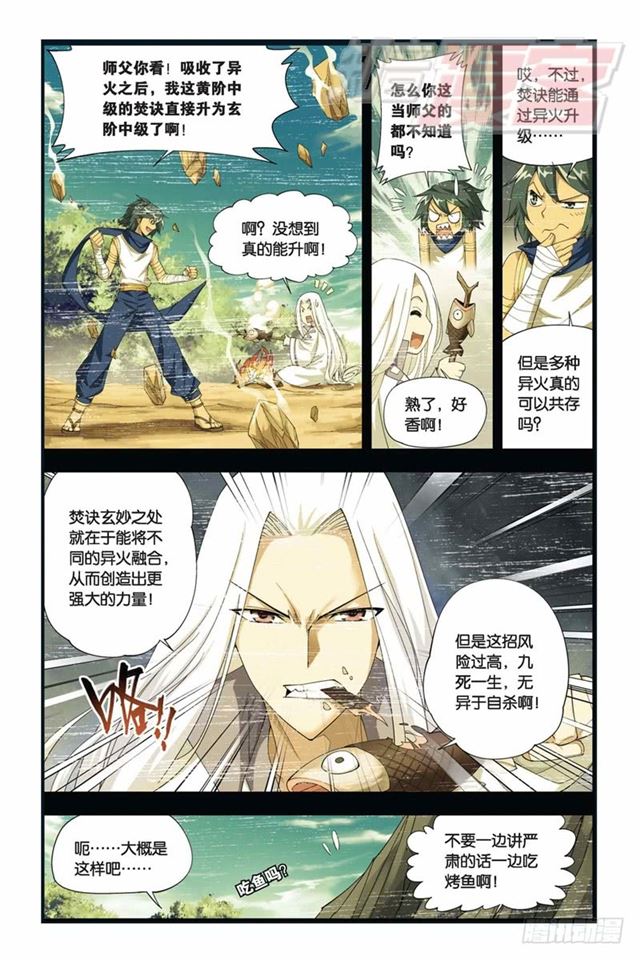 师父你看！吸收了异
火之后，我这黄阶中
级的焚诀直接升为玄
阶中级了啊！
啊？没想到
真的能升啊！
怎么你这
当师父的
都不知道
吗？
熟了，好
香啊！
哎，不过，
焚诀能通
过异火升
级……
但是多种
异火真的
可以共存
吗？
焚诀玄妙之处
就在于能将不
同的异火融合，
从而创造出更
强大的力量！
但是这招风
险过高，九
死一生，无
异于自杀啊！
呃……大概是
这样吧……
吃鱼吗？
不要一边讲严
肃的话一边吃
烤鱼啊！
腾讯动漫